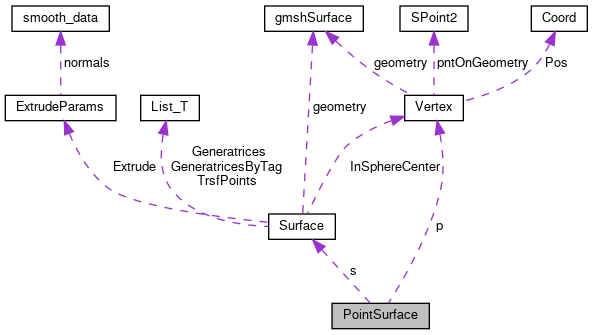 smooth_data
gmshSurface
SPoint2
Coord
normals
geometry
pntOnGeometry
Pos
ExtrudeParams
List_T
Vertex
geometry
Extrude
Generatrices
GeneratricesByTag
TrsfPoints
InSphereCenter
Surface
p
s
PointSurface